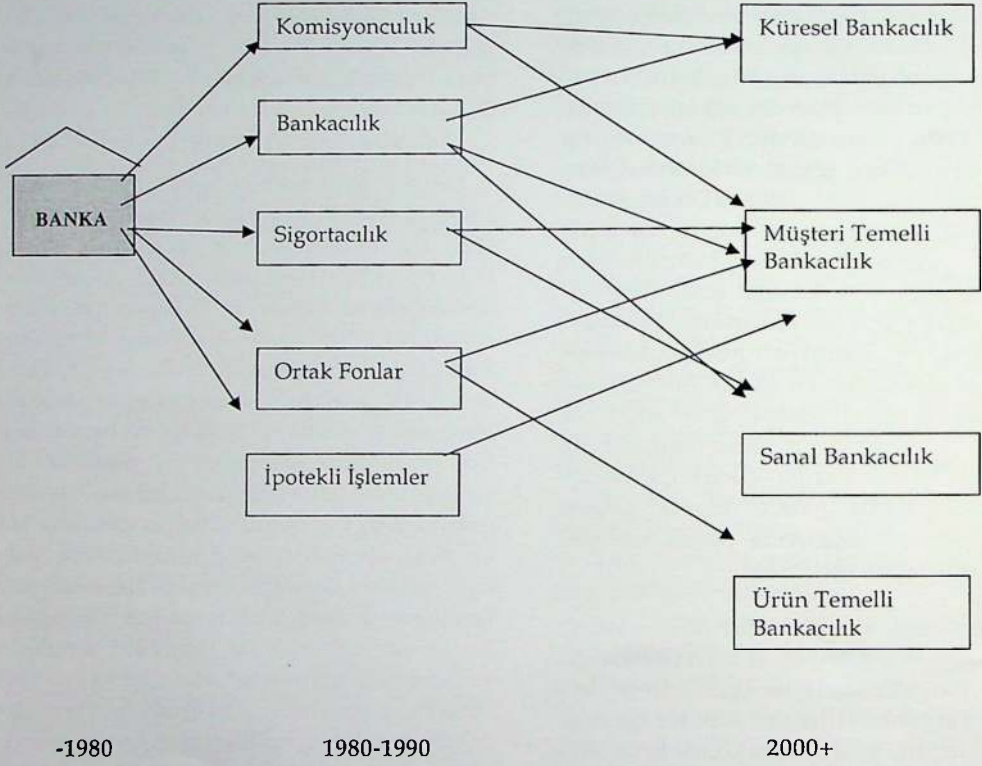 Komisyonculuk
Küresel Bankacılık
Bankacılık
BANKA
Sigortacılık
Müşteri Temelli
Bankacılık
Ortak Fonlar
İpotekli İşlemler
Sanal Bankacılık
Ürün Temelli
Bankacılık
-1980
1980-1990
2000+